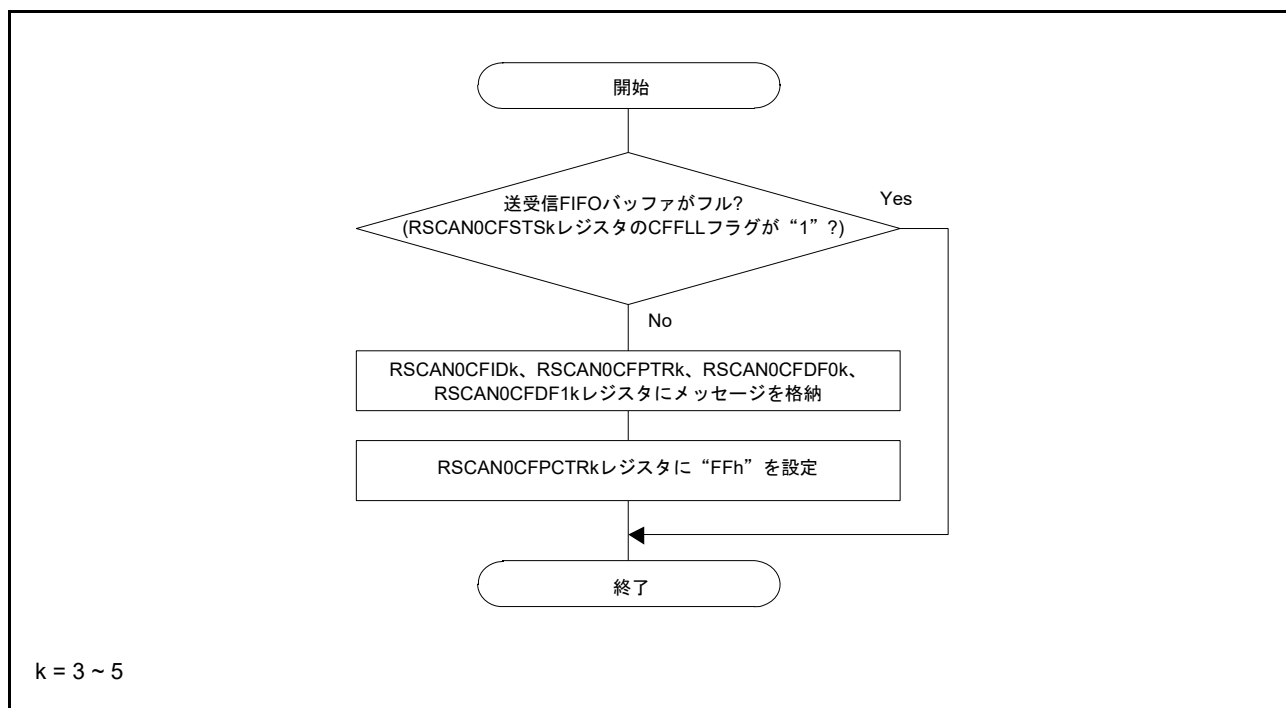 開始
送受信FIFOバッファがフル?
(RSCAN0CFSTSkレジスタのCFFLLフラグが“1”?)
Yes
No
RSCAN0CFIDk、RSCAN0CFPTRk、RSCAN0CFDF0k、
RSCAN0CFDF1kレジスタにメッセージを格納
RSCAN0CFPCTRkレジスタに“FFh”を設定
終了
k = 3 ~ 5